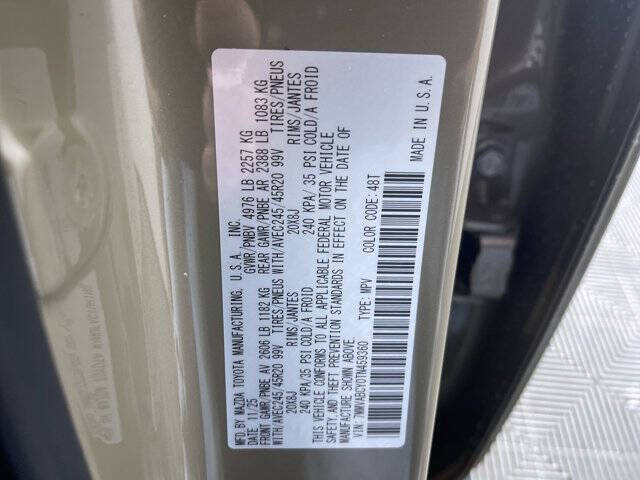 MFD. BY MAZDA TOYOTA MANUFACTURING, U.S.A., INC.
DATE: 11/25 GVWR/PNBV 4976 LB 2257 KG
FRONT GAWR/PNBE AV 2606 LB 1182 KG REAR GAWR/PNBE AR 2388 LB 1083 KG
WITH/AVEC245/45R20 99V TIRES/PNEUS WITH/AVEC245/45R20 99V TIRES/PNEUS
20X8J RIMS/JANTES 20X8J RIMS/JANTES
240 KPA/35 PSI COLD/A FROID 240 KPA/ 35 PSI COLD/A FROID
THIS VEHICLE CONFORMS TO ALL APPLICABLE FEDERAL MOTOR VEHICLE
SAFETY AND THEFT PREVENTION STANDARDS IN EFFECT ON THE DATE OF
MANUFACTURE SHOWN ABOVE.
VIN: TYPE: MPV COLOR CODE: 48T
MADE IN U.S.A.